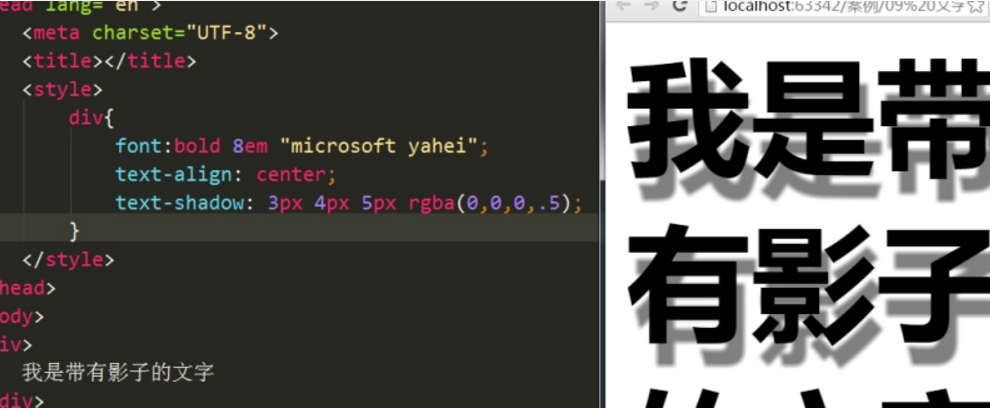 ead lang="en">
<meta charset="UTF-8">
<title></title>
<style>
div{
font:bold 8em "microsoft yahei";
text-align: center;
text-shadow: 3px 4px 5px rgba(0,0,0,.5);
}
</style>
head>
ody>
iv>
我是带有影子的文字
div>
localhost:63342/案例/09%20文字
我是带
有影子
的文字